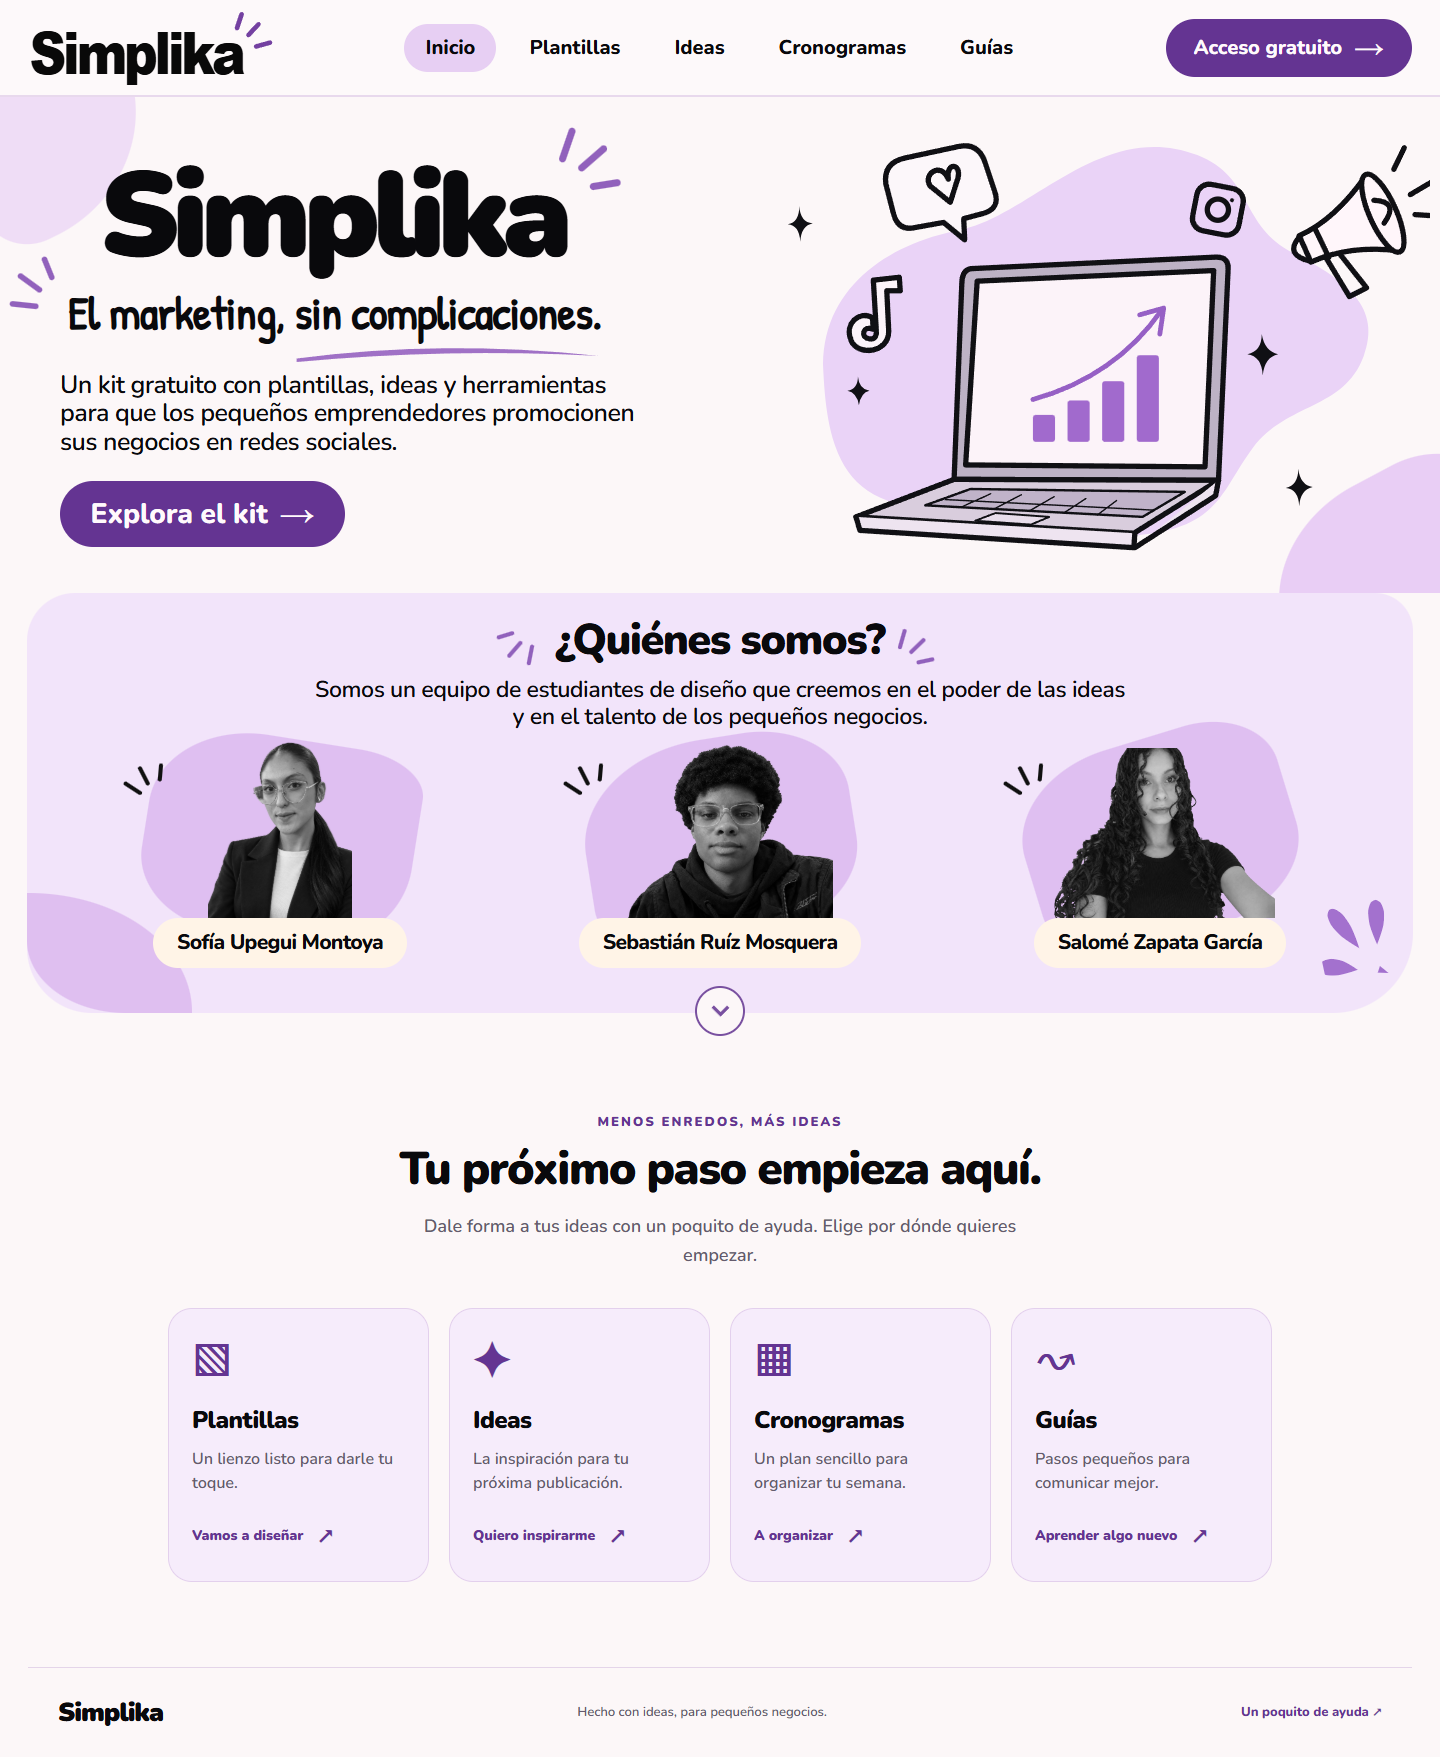 Simplika
Inicio
Plantillas
Ideas
Cronogramas
Guías
Acceso gratuito →
Simplika
El marketing, sin complicaciones.
Un kit gratuito con plantillas, ideas y herramientas
para que los pequeños emprendedores promocionen
sus negocios en redes sociales.
Explora el kit →
¿Quiénes somos?
Somos un equipo de estudiantes de diseño que creemos en el poder de las ideas
y en el talento de los pequeños negocios.
Sofía Upegui Montoya
Sebastián Ruíz Mosquera
Salomé Zapata García
MENOS ENREDOS, MÁS IDEAS
Tu próximo paso empieza aquí.
Dale forma a tus ideas con un poquito de ayuda. Elige por dónde quieres
empezar.
Plantillas
Un lienzo listo para darle tu
toque.
Vamos a diseñar ↗
Ideas
La inspiración para tu
próxima publicación.
Quiero inspirarme ↗
Cronogramas
Un plan sencillo para
organizar tu semana.
A organizar ↗
Guías
Pasos pequeños para
comunicar mejor.
Aprender algo nuevo ↗
Simplika
Hecho con ideas, para pequeños negocios.
Un poquito de ayuda ↗